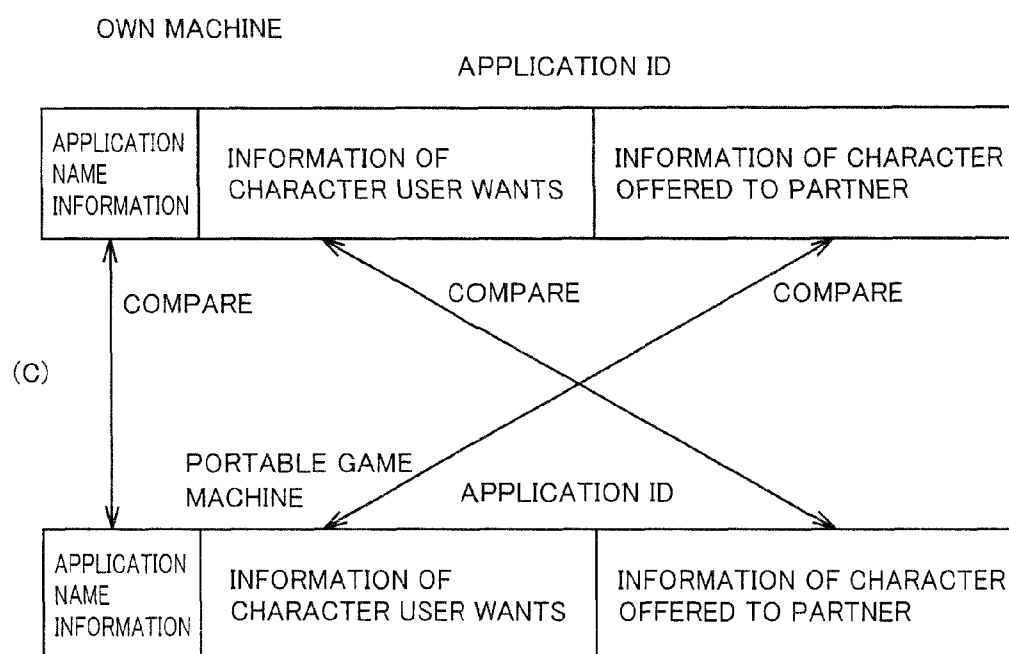 OWN MACHINE
APPLICATION ID
APPLICATION
NAME
INFORMATION
INFORMATION OF
CHARACTER USER WANTS
INFORMATION OF CHARACTER
OFFERED TO PARTNER
COMPARE
COMPARE
COMPARE
(C)
PORTABLE GAME
MACHINE
APPLICATION ID
APPLICATION
NAME
INFORMATION
INFORMATION OF
CHARACTER USER WANTS
INFORMATION OF CHARACTER
OFFERED TO PARTNER